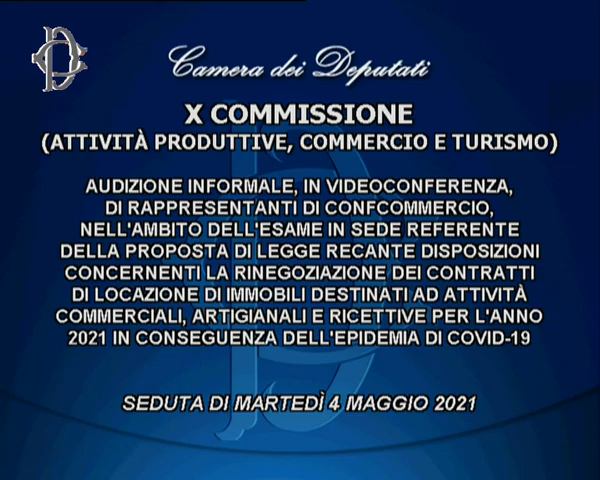 Camera dei Deputati
X COMMISSIONE
(ATTIVITÀ PRODUTTIVE, COMMERCIO E TURISMO)
AUDIZIONE INFORMALE, IN VIDEOCONFERENZA,
DI RAPPRESENTANTI DI CONFCOMMERCIO,
NELL'AMBITO DELL'ESAME IN SEDE REFERENTE
DELLA PROPOSTA DI LEGGE RECANTE DISPOSIZIONI
CONCERNENTI LA RINEGOZIAZIONE DEI CONTRATTI
DI LOCAZIONE DI IMMOBILI DESTINATI AD ATTIVITÀ
COMMERCIALI, ARTIGIANALI E RICETTIVE PER L'ANNO
2021 IN CONSEGUENZA DELL'EPIDEMIA DI COVID-19
SEDUTA DI MARTEDÌ 4 MAGGIO 2021